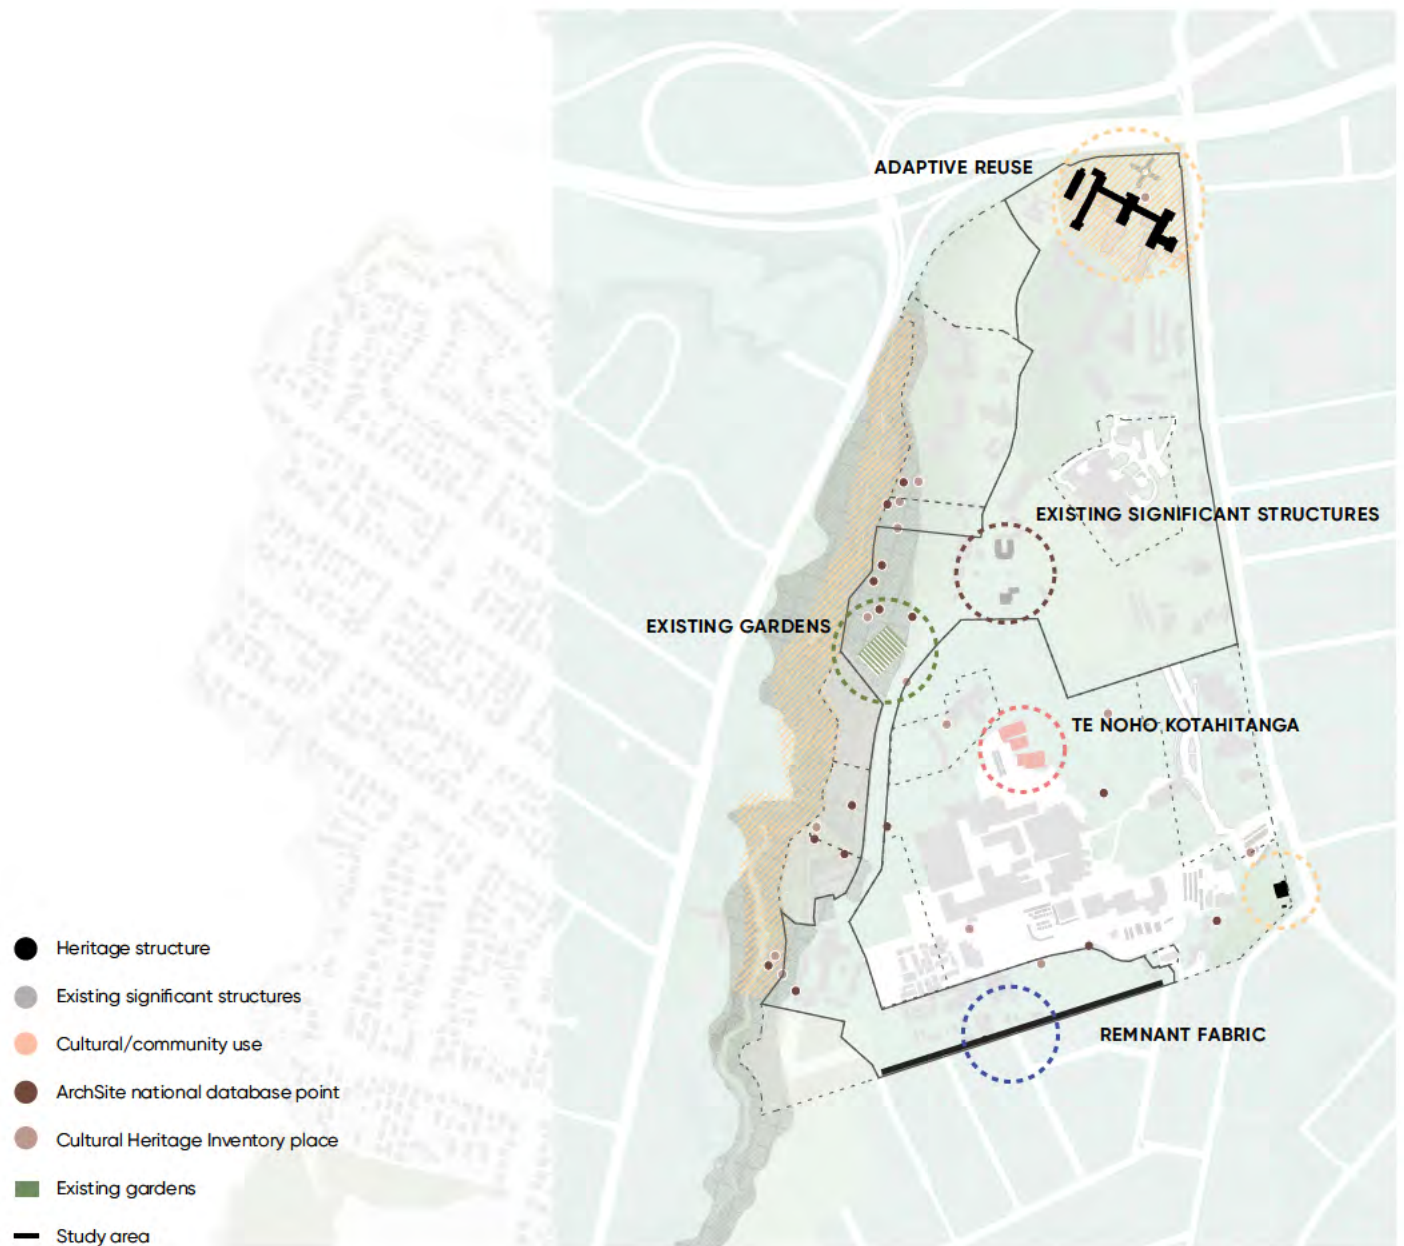 ADAPTIVE REUSE
EXISTING SIGNIFICANT STRUCTURES
EXISTING GARDENS
TE NOHO KOTAHITANGA
REMNANT FABRIC
Heritage structure
Existing significant structures
Cultural/community use
ArchSite national database point
Cultural Heritage Inventory place
Existing gardens
Study area